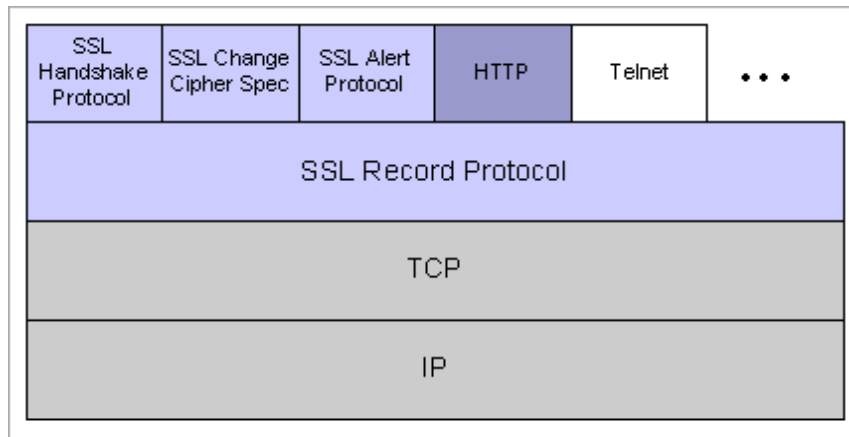 SSL
Handshake
Protocol
SSL Change
Cipher Spec
SSL Alert
Protocol
HTTP
Telnet
...
SSL Record Protocol
TCP
IP